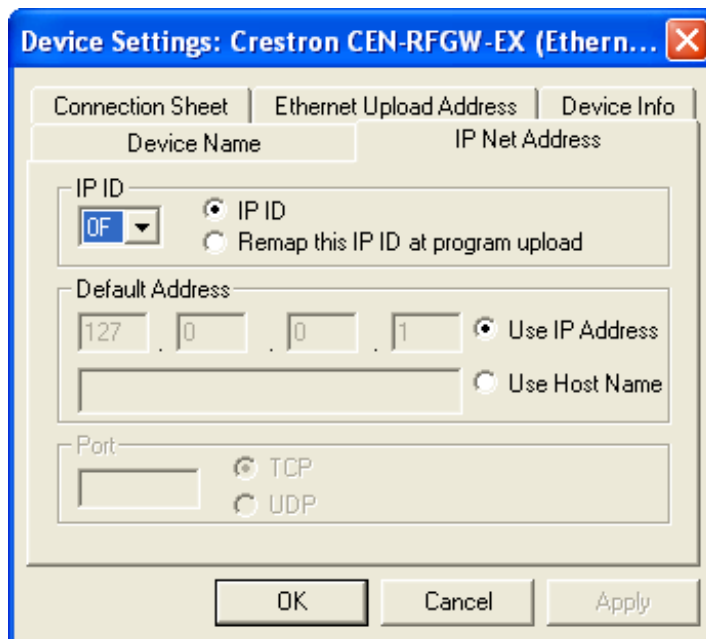 Device Settings: Crestron CEN-RFGW-EX (Ethern...
Connection Sheet Ethernet Upload Address Device Info
Device Name IP Net Address
IP ID
0F IP ID
Remap this IP ID at program upload
Default Address
127 . 0 . 0 . 1 Use IP Address
Use Host Name
Port
TCP
UDP
OK Cancel Apply